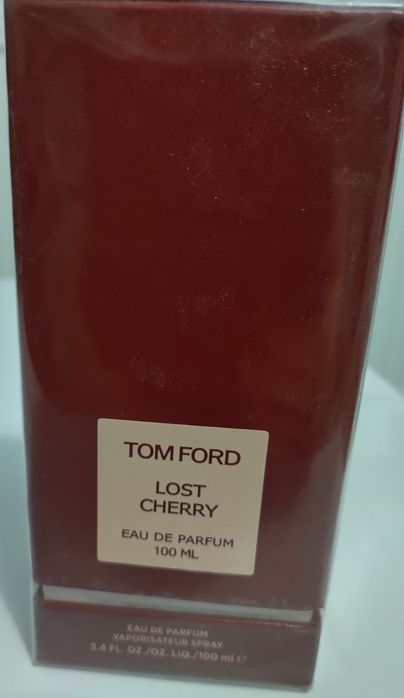 TOM FORD
LOST
CHERRY
EAU DE PARFUM
100 ML
EAU DE PARFUM
VAPORISATEUR SPRAY
3.4 FL. OZ./OZ. LIQ./100 ml ℮